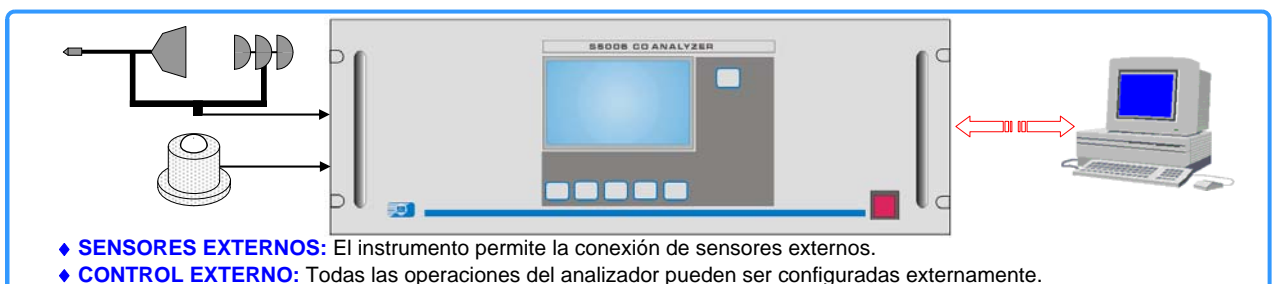 S5006 CO ANALYZER
♦ SENSORES EXTERNOS: El instrumento permite la conexión de sensores externos.
♦ CONTROL EXTERNO: Todas las operaciones del analizador pueden ser configuradas externamente.